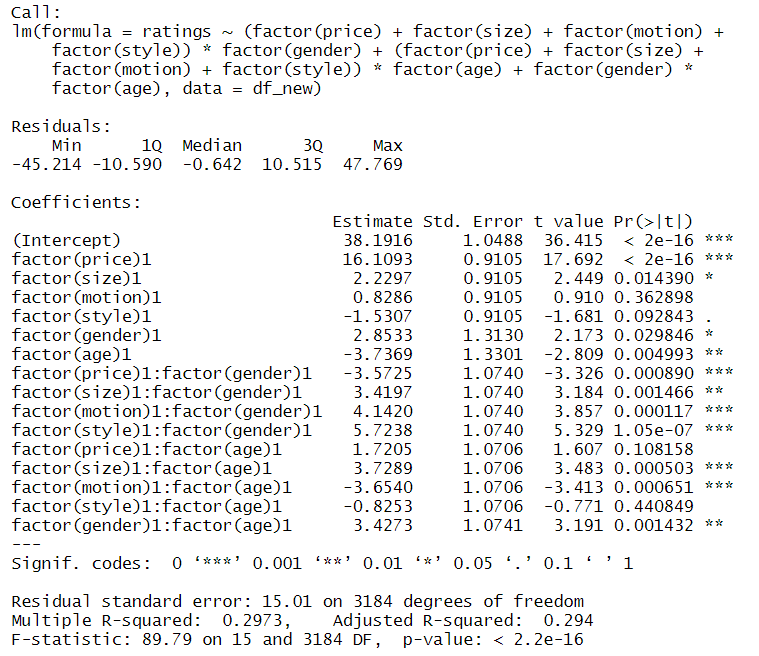 Call:
lm(formula = ratings ~ (factor(price) + factor(size) + factor(motion) +
    factor(style)) * factor(gender) + (factor(price) + factor(size) +
    factor(motion) + factor(style)) * factor(age) + factor(gender) *
    factor(age), data = df_new)

Residuals:
    Min      1Q  Median      3Q     Max
-45.214 -10.590  -0.642  10.515  47.769

Coefficients:
                              Estimate Std. Error t value Pr(>|t|)
(Intercept)                    38.1916     1.0488  36.415  < 2e-16 ***
factor(price)1                 16.1093     0.9105  17.692  < 2e-16 ***
factor(size)1                   2.2297     0.9105   2.449 0.014390 *
factor(motion)1                 0.8286     0.9105   0.910 0.362898
factor(style)1                 -1.5307     0.9105  -1.681 0.092843 .
factor(gender)1                 2.8533     1.3130   2.173 0.029846 *
factor(age)1                   -3.7369     1.3301  -2.809 0.004993 **
factor(price)1:factor(gender)1 -3.5725     1.0740  -3.326 0.000890 ***
factor(size)1:factor(gender)1   3.4197     1.0740   3.184 0.001466 **
factor(motion)1:factor(gender)1  4.1420     1.0740   3.857 0.000117 ***
factor(style)1:factor(gender)1  5.7238     1.0740   5.329 1.05e-07 ***
factor(price)1:factor(age)1     1.7205     1.0706   1.607 0.108158
factor(size)1:factor(age)1      3.7289     1.0706   3.483 0.000503 ***
factor(motion)1:factor(age)1   -3.6540     1.0706  -3.413 0.000651 ***
factor(style)1:factor(age)1    -0.8253     1.0706  -0.771 0.440849
factor(gender)1:factor(age)1    3.4273     1.0741   3.191 0.001432 **
---
Signif. codes:  0 ‘***’ 0.001 ‘**’ 0.01 ‘*’ 0.05 ‘.’ 0.1 ‘ ’ 1

Residual standard error: 15.01 on 3184 degrees of freedom
Multiple R-squared:  0.2973,    Adjusted R-squared:  0.294
F-statistic: 89.79 on 15 and 3184 DF,  p-value: < 2.2e-16